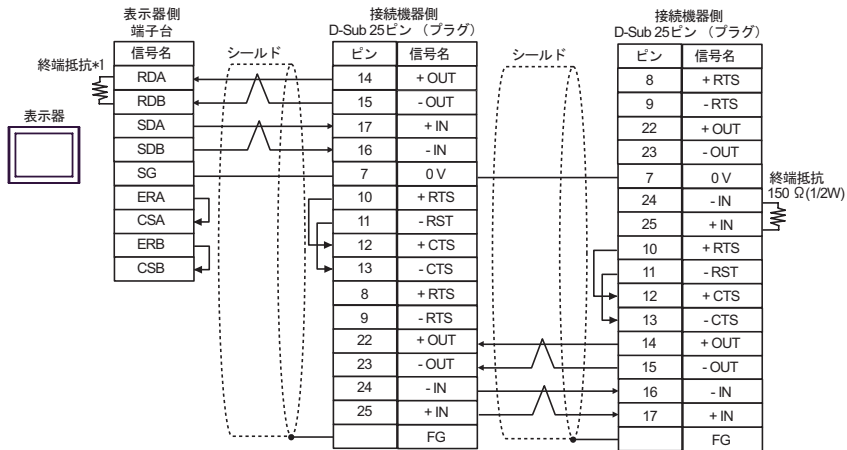 表示器側
端子台
接続機器側
D-Sub 25ピン （プラグ）
接続機器側
D-Sub 25ピン （プラグ）
終端抵抗*1
表示器
シールド
シールド
信号名
RDA
RDB
SDA
SDB
SG
ERA
CSA
ERB
CSB
ピン 信号名
14 + OUT
15 - OUT
17 + IN
16 - IN
7 0 V
10 + RTS
11 - RST
12 + CTS
13 - CTS
8 + RTS
9 - RTS
22 + OUT
23 - OUT
24 - IN
25 + IN
FG
ピン 信号名
8 + RTS
9 - RTS
22 + OUT
23 - OUT
7 0 V
24 - IN
25 + IN
10 + RTS
11 - RST
12 + CTS
13 - CTS
14 + OUT
15 - OUT
16 - IN
17 + IN
FG
終端抵抗
150 Ω(1/2W)